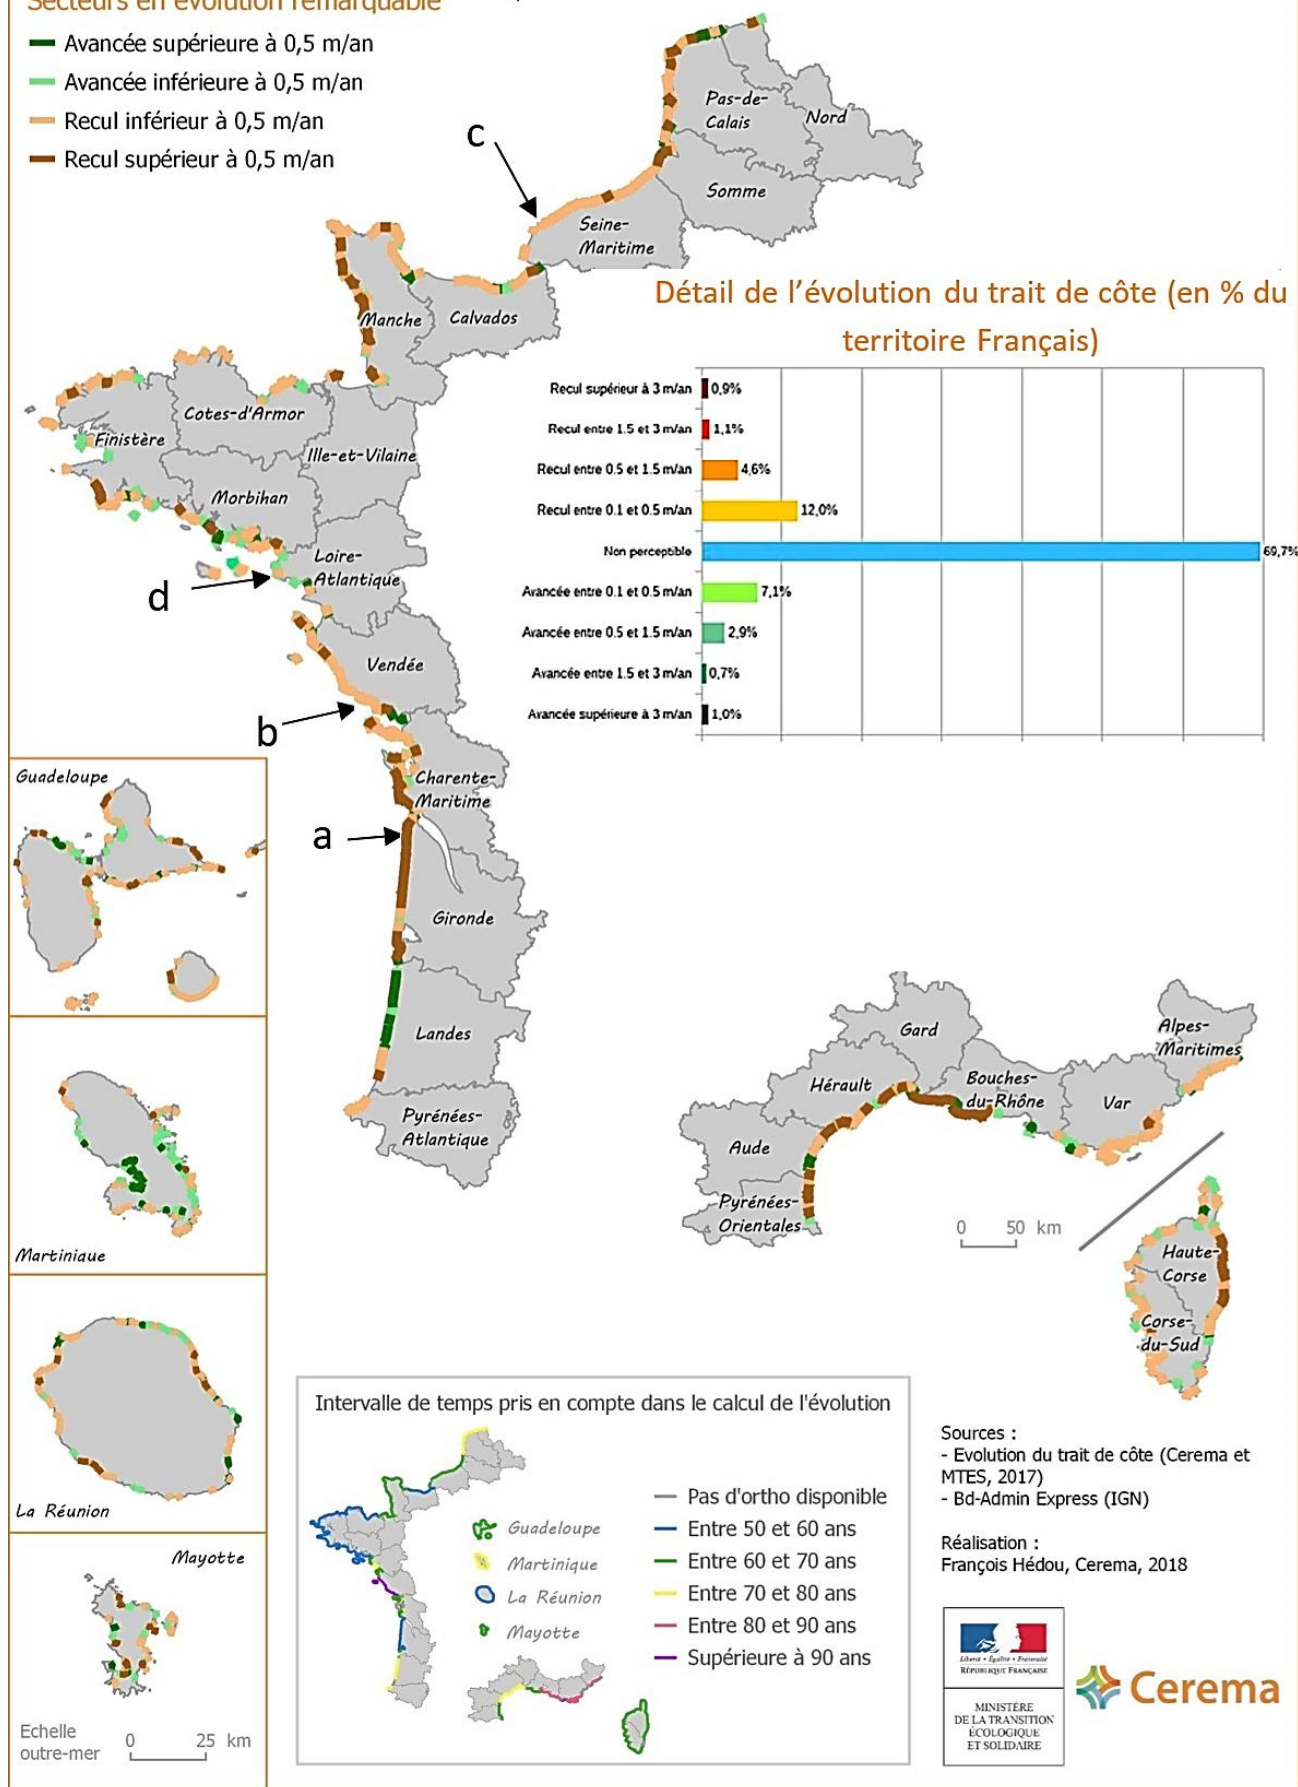 Secteurs en évolution remarquable
Avancée supérieure à 0,5 m/an
Avancée inférieure à 0,5 m/an
Recul inférieur à 0,5 m/an
Recul supérieur à 0,5 m/an
c
Pas-de-
Calais
Nord
Somme
Seine-
Maritime
Manche
Calvados
Détail de l’évolution du trait de côte (en % du
territoire Français)
Recul supérieur à 3 m/an 0,9%
Recul entre 1.5 et 3 m/an 1,1%
Recul entre 0.5 et 1.5 m/an 4,6%
Recul entre 0.1 et 0.5 m/an 12,0%
Non perceptible 69,7%
Avancée entre 0.1 et 0.5 m/an 7,1%
Avancée entre 0.5 et 1.5 m/an 2,9%
Avancée entre 1.5 et 3 m/an 0,7%
Avancée supérieure à 3 m/an 1,0%
Cotes-d'Armor
Finistère
Ille-et-Vilaine
Morbihan
Loire-
Atlantique
d
Vendée
b
Charente-
Maritime
a
Gironde
Landes
Pyrénées-
Atlantique
Guadeloupe
Martinique
La Réunion
Mayotte
Echelle
outre-mer
0 25 km
Gard
Alpes-
Maritimes
Hérault
Bouches-
du-Rhône
Var
Aude
Pyrénées-
Orientales
0 50 km
Haute-
Corse
Corse-
du-Sud
Intervalle de temps pris en compte dans le calcul de l'évolution
Guadeloupe
Martinique
La Réunion
Mayotte
Pas d'ortho disponible
Entre 50 et 60 ans
Entre 60 et 70 ans
Entre 70 et 80 ans
Entre 80 et 90 ans
Supérieure à 90 ans
Sources :
- Evolution du trait de côte (Cerema et
MTES, 2017)
- Bd-Admin Express (IGN)
Réalisation :
François Hédou, Cerema, 2018
Liberté • Égalité • Fraternité
RÉPUBLIQUE FRANÇAISE
MINISTÈRE
DE LA TRANSITION
ÉCOLOGIQUE
ET SOLIDAIRE
Cerema